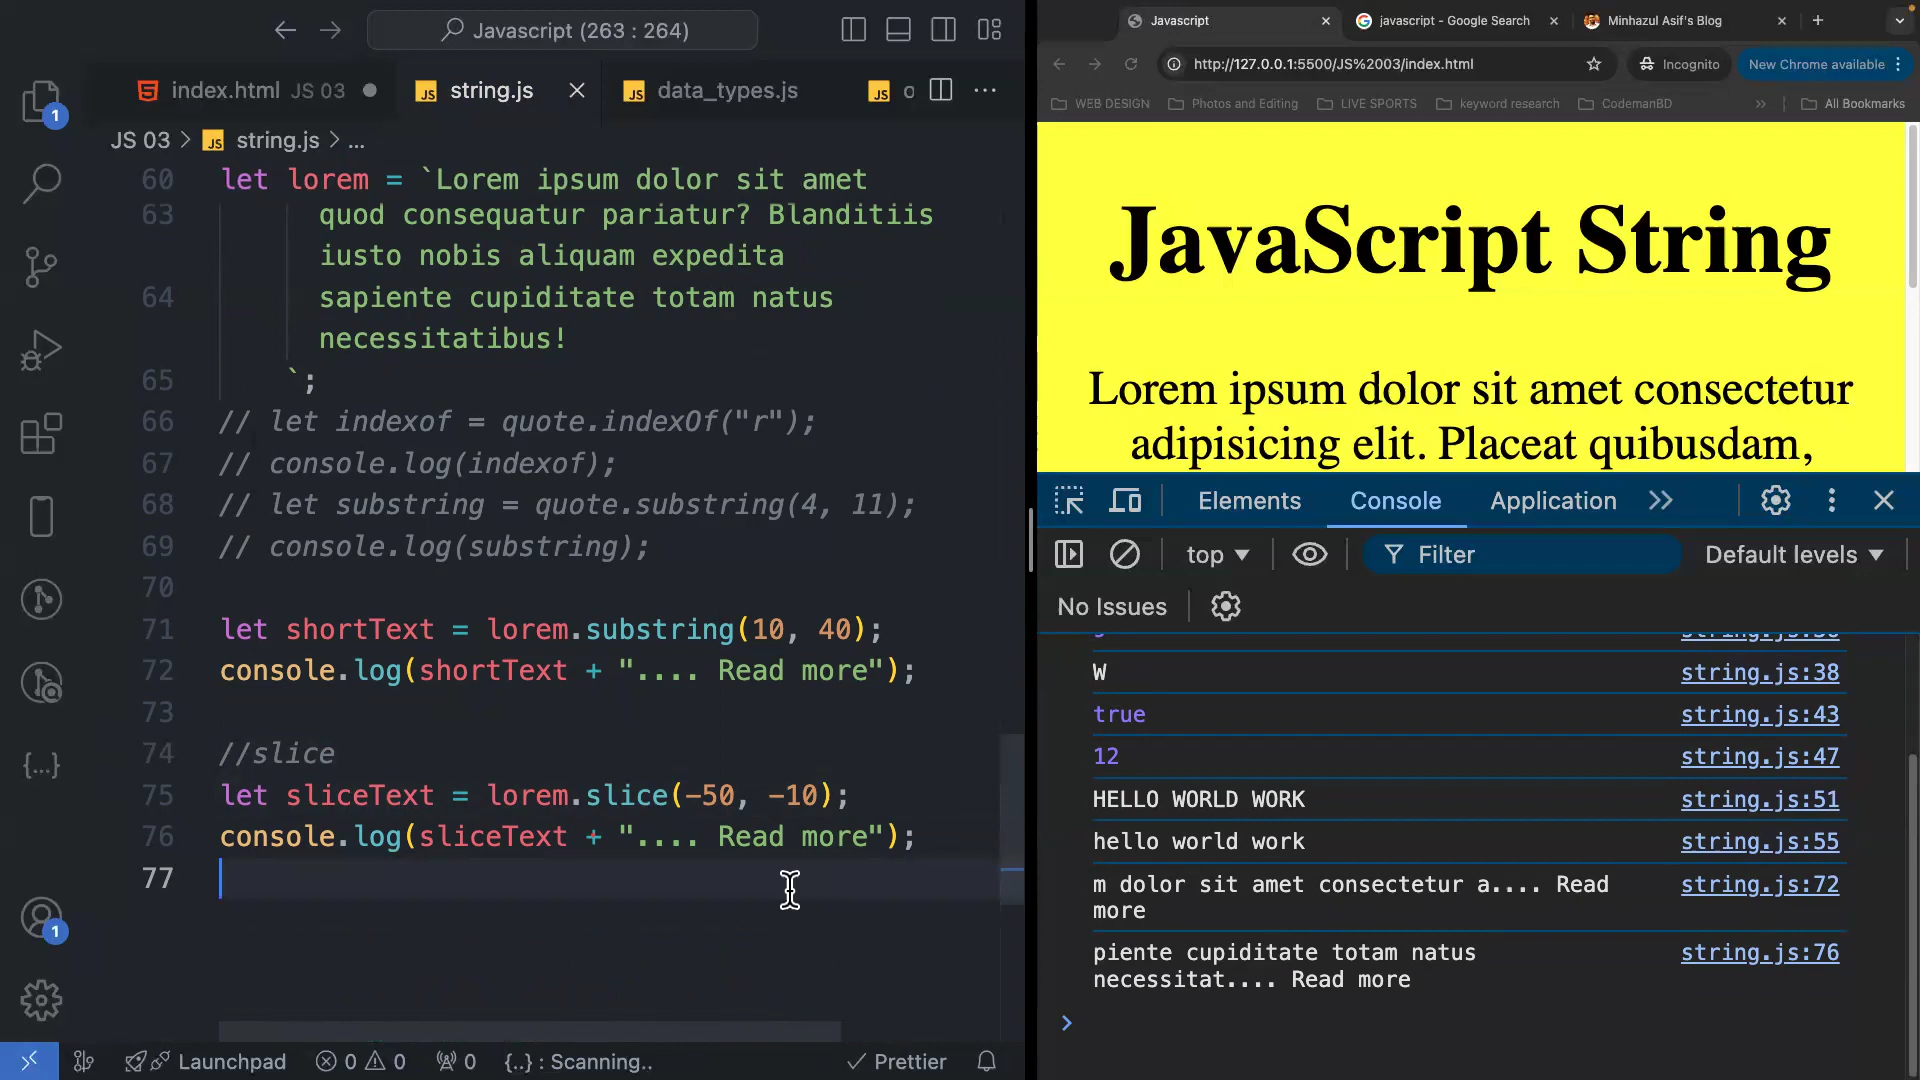 Javascript (263 : 264)
index.html JS 03
string.js
data_types.js
JS 03 > string.js > ...
60 let lorem = `Lorem ipsum dolor sit amet
63 quod consequatur pariatur? Blanditiis
iusto nobis aliquam expedita
64 sapiente cupiditate totam natus
necessitatibus!
65 `;
66 // let indexof = quote.indexOf("r");
67 // console.log(indexof);
68 // let substring = quote.substring(4, 11);
69 // console.log(substring);
70
71 let shortText = lorem.substring(10, 40);
72 console.log(shortText + ".... Read more");
73
74 //slice
75 let sliceText = lorem.slice(-50, -10);
76 console.log(sliceText + ".... Read more");
77
1
1
Launchpad
0 0
0
{..} : Scanning..
Prettier
Javascript
javascript - Google Search
Minhazul Asif's Blog
http://127.0.0.1:5500/JS%2003/index.html
Incognito
New Chrome available
WEB DESIGN
Photos and Editing
LIVE SPORTS
keyword research
CodemanBD
All Bookmarks
JavaScript String
Lorem ipsum dolor sit amet consectetur
adipisicing elit. Placeat quibusdam,
Elements
Console
Application
top
Filter
Default levels
No Issues
W string.js:38
true string.js:43
12 string.js:47
HELLO WORLD WORK string.js:51
hello world work string.js:55
m dolor sit amet consectetur a.... Read string.js:72
more
piente cupiditate totam natus string.js:76
necessitat.... Read more